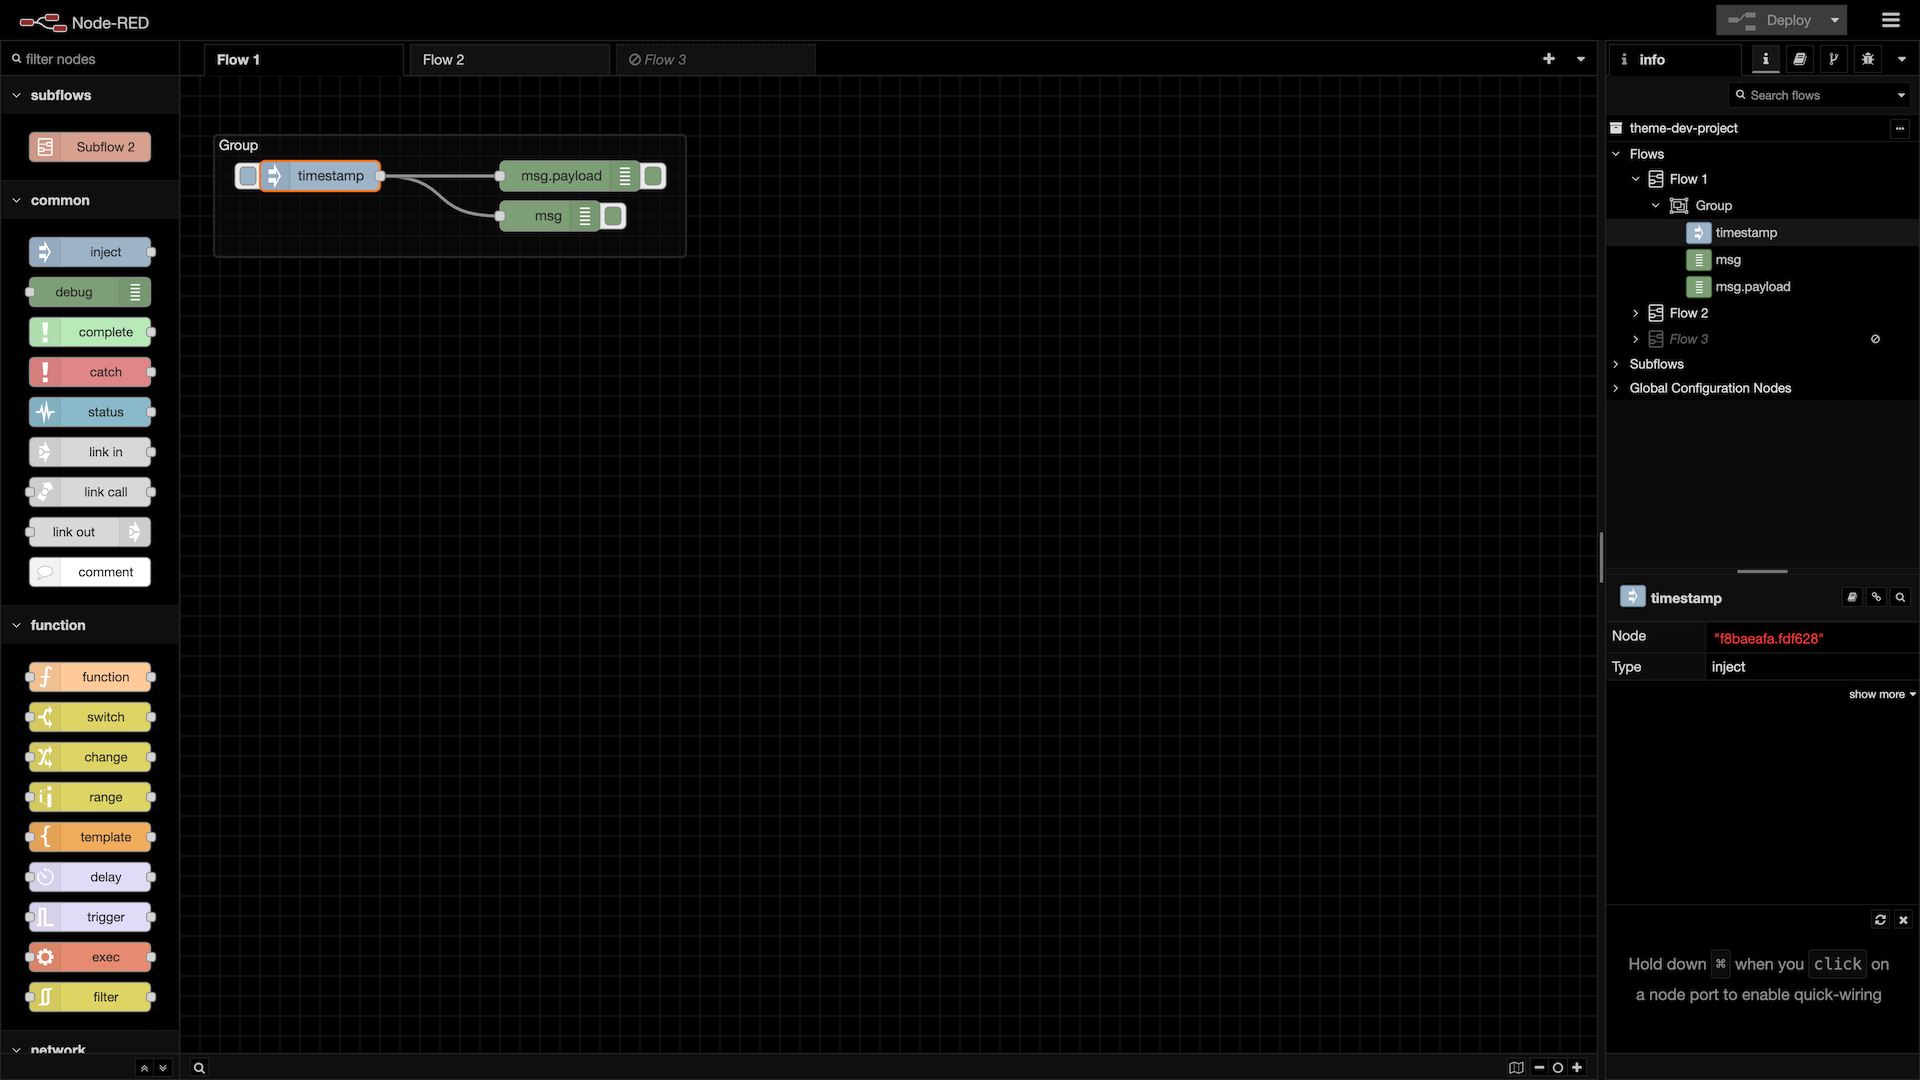 Node-RED
Deploy
filter nodes
Flow 1
Flow 2
Flow 3
info
subflows
Search flows
Subflow 2
theme-dev-project
Group
Flows
timestamp
msg.payload
Flow 1
common
msg
Group
timestamp
inject
msg
debug
msg.payload
complete
Flow 2
catch
Flow 3
status
Subflows
link in
Global Configuration Nodes
link call
link out
comment
timestamp
function
Node
"f8baeafa.fdf628"
Type
inject
function
show more
switch
change
range
template
delay
trigger
exec
Hold down ⌘ when you click on
filter
a node port to enable quick-wiring
network